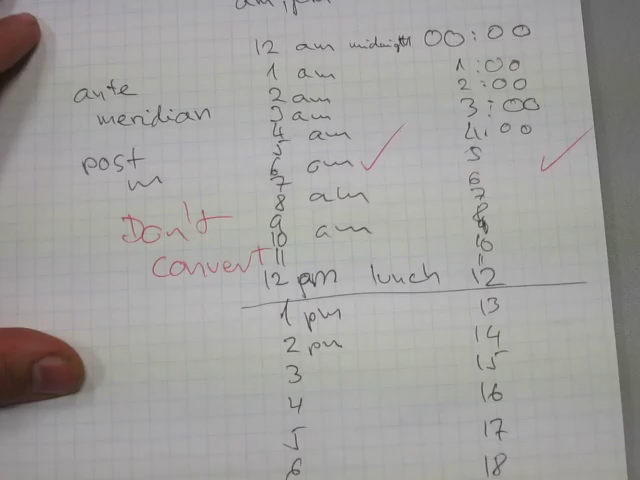 am, pm
12 am midnight 00:00
1 am 1:00
ante
2 am 2:00
meridian
3 am 3:00
4 am 4:00
5 5
post
6 am 6
m
7 7
8 am 8
Don't
9 am
10 10
convert
11 11
12 pm lunch 12
1 pm 13
2 pm 14
3 15
4 16
5 17
6 18